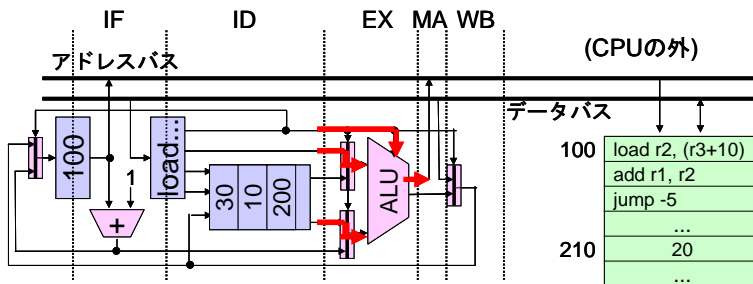 IF ID EX MA WB
(CPUの外)
アドレスバス
データバス
100
load...
1
+
30 10 200
ALU
100 load r2, (r3+10)
add r1, r2
jump -5
...
210 20
...